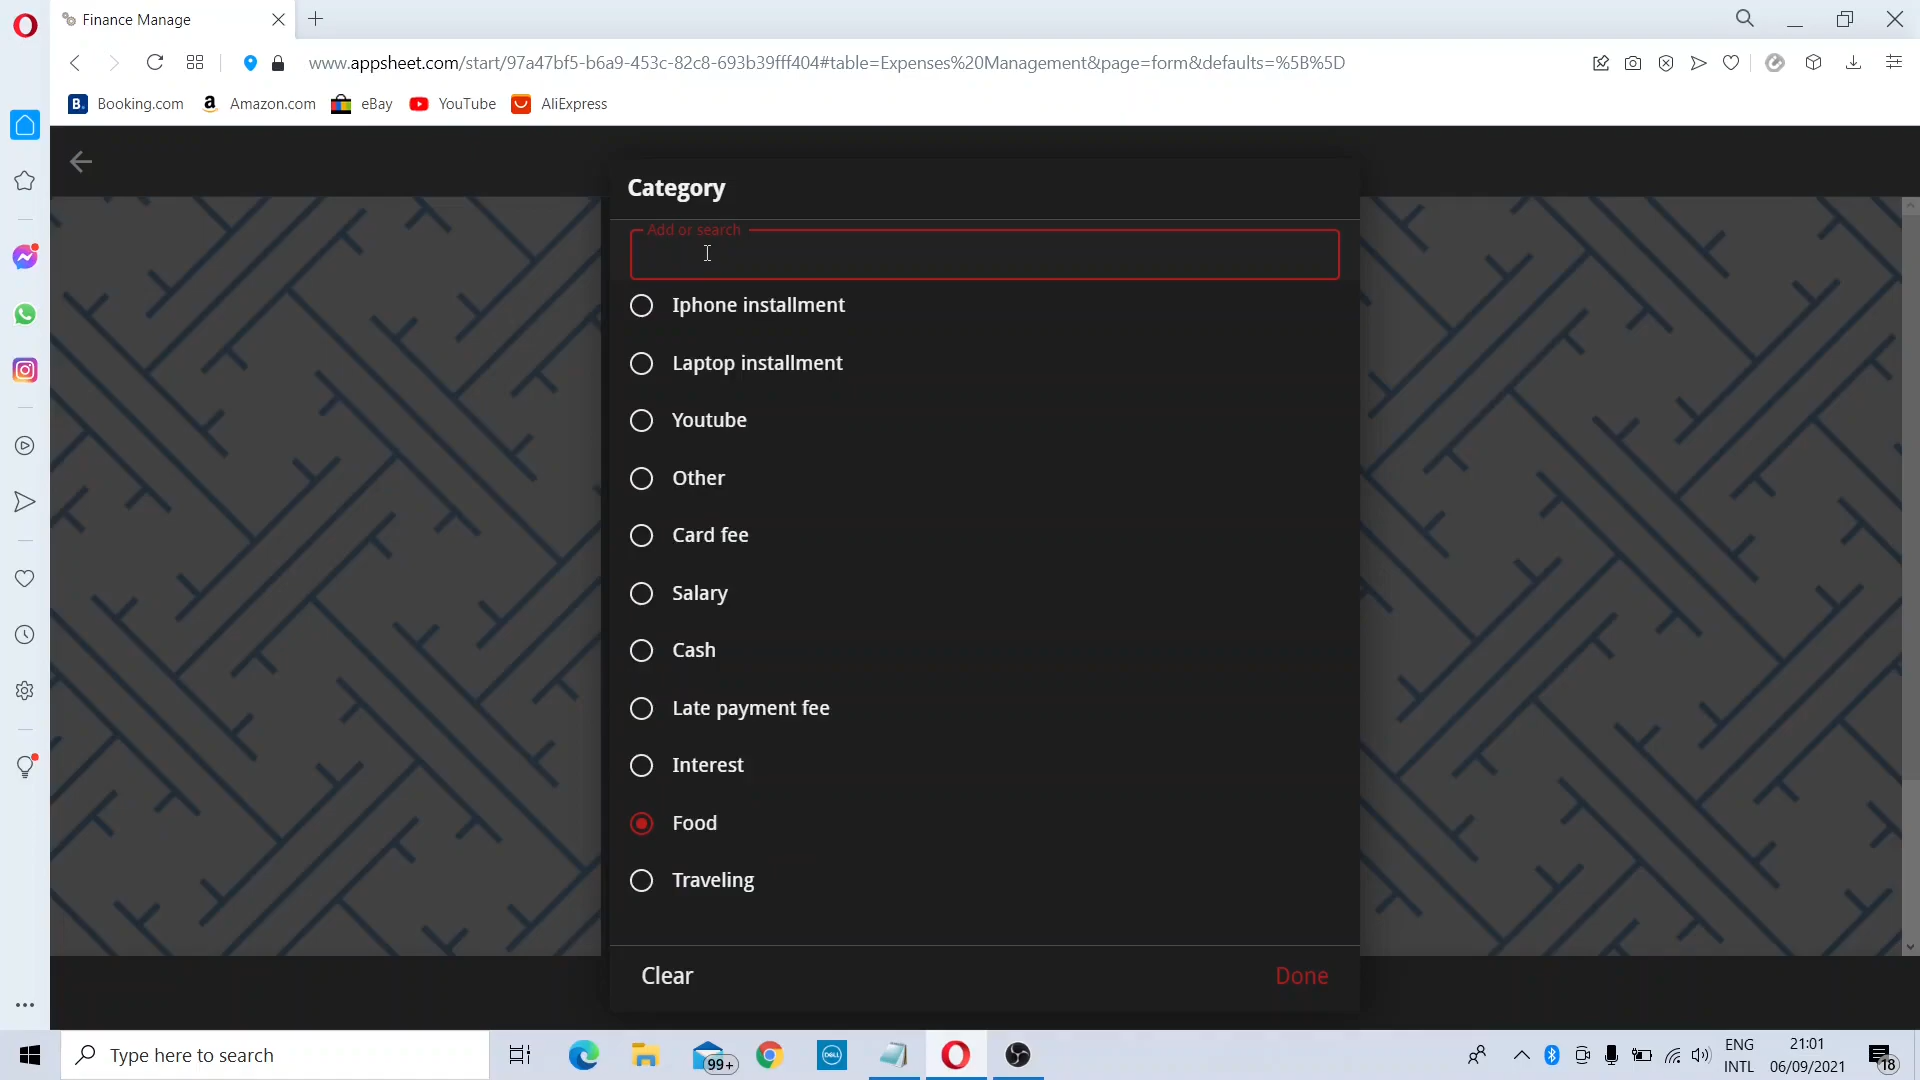 Finance Manage
www.appsheet.com/start/97a47bf5-b6a9-453c-82c8-693b39fff404#table=Expenses%20Management&page=form&defaults=%5B%5D
B. Booking.com a Amazon.com eBay YouTube AliExpress
Category
Add or search
Iphone installment
Laptop installment
Youtube
Other
Card fee
Salary
Cash
Late payment fee
Interest
Food
Traveling
Clear Done
Type here to search
99+
DELL
ENG
INTL
21:01
06/09/2021
18